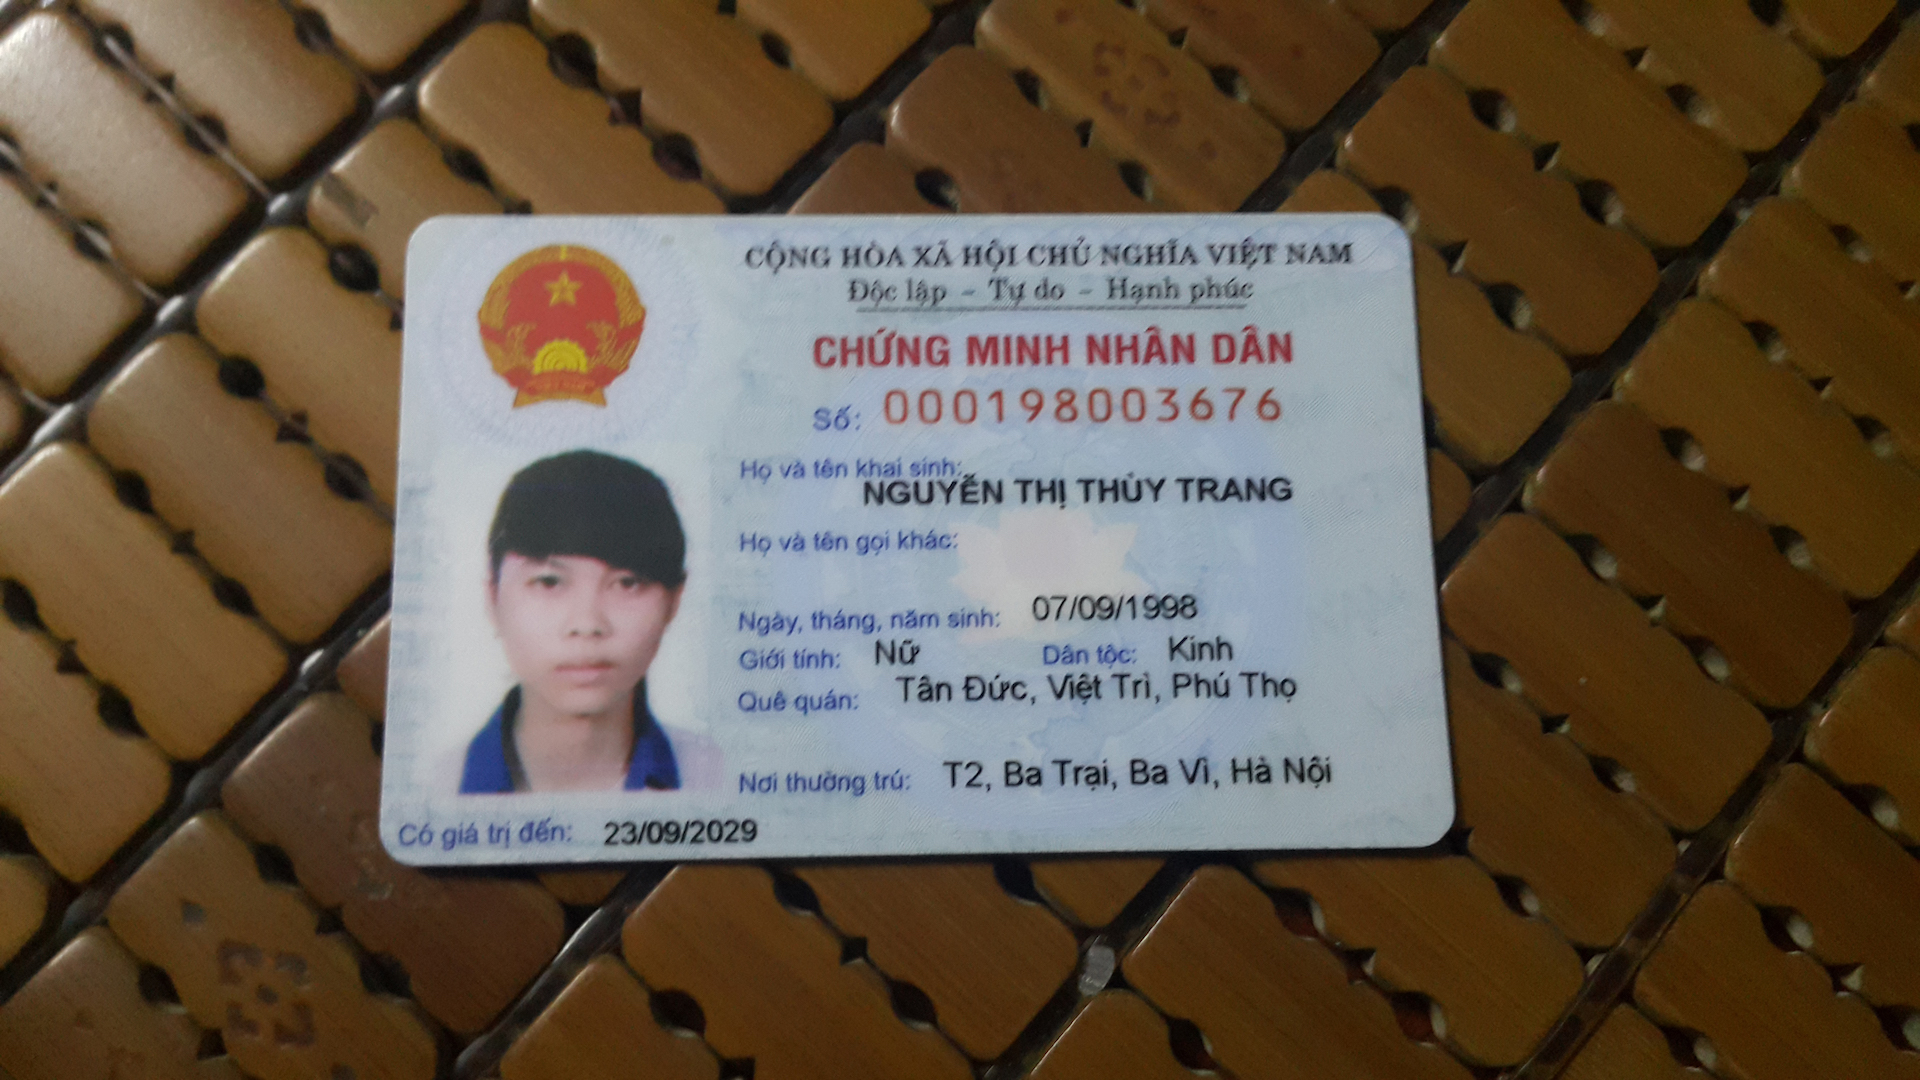 CỘNG HÒA XÃ HỘI CHỦ NGHĨA VIỆT NAM
Độc lập - Tự do - Hạnh phúc
CHỨNG MINH NHÂN DÂN
Số: 000198003676
Họ và tên khai sinh:
NGUYỄN THỊ THÙY TRANG
Họ và tên gọi khác:
Ngày, tháng, năm sinh: 07/09/1998
Giới tính: Nữ Dân tộc: Kinh
Quê quán: Tân Đức, Việt Trì, Phú Thọ
Nơi thường trú: T2, Ba Trại, Ba Vì, Hà Nội
Có giá trị đến: 23/09/2029